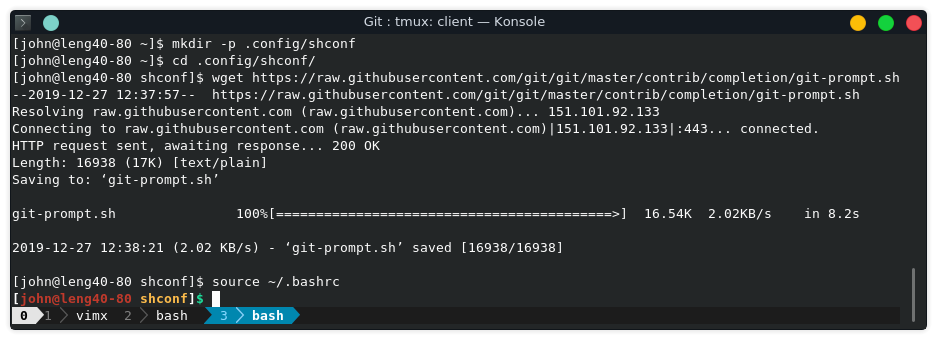 Git : tmux: client — Konsole
[john@leng40-80 ~]$ mkdir -p .config/shconf
[john@leng40-80 ~]$ cd .config/shconf/
[john@leng40-80 shconf]$ wget https://raw.githubusercontent.com/git/git/master/contrib/completion/git-prompt.sh
--2019-12-27 12:37:57--  https://raw.githubusercontent.com/git/git/master/contrib/completion/git-prompt.sh
Resolving raw.githubusercontent.com (raw.githubusercontent.com)... 151.101.92.133
Connecting to raw.githubusercontent.com (raw.githubusercontent.com)|151.101.92.133|:443... connected.
HTTP request sent, awaiting response... 200 OK
Length: 16938 (17K) [text/plain]
Saving to: ‘git-prompt.sh’
git-prompt.sh               100%[==========================================>]  16.54K  2.02KB/s    in 8.2s
2019-12-27 12:38:21 (2.02 KB/s) - ‘git-prompt.sh’ saved [16938/16938]
[john@leng40-80 shconf]$ source ~/.bashrc
[john@leng40-80 shconf]$
0 1 vimx 2 bash 3 bash